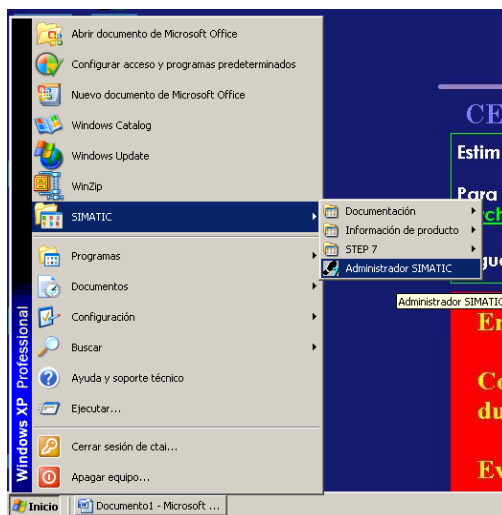 Abrir documento de Microsoft Office
Configurar acceso y programas predeterminados
Nuevo documento de Microsoft Office
Windows Catalog
Windows Update
WinZip
SIMATIC
Programas
Documentos
Configuración
Buscar
Ayuda y soporte técnico
Ejecutar...
Cerrar sesión de ctai...
Apagar equipo...
Windows XP Professional
Documentación
Información de producto
STEP 7
Administrador SIMATIC
Administrador SIMATIC
CE
Estim
Para
En
Co
du
Ev
Inicio
Documento1 - Microsoft ...